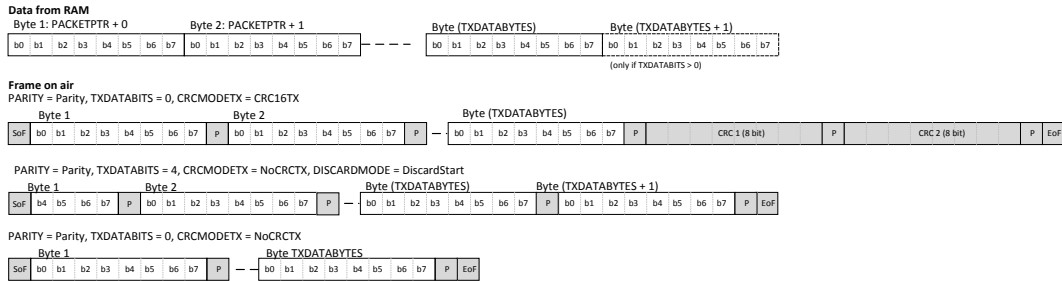 Data from RAM
Byte 1: PACKETPTR + 0 Byte 2: PACKETPTR + 1 Byte (TXDATABYTES) Byte (TXDATABYTES + 1)
b0 b1 b2 b3 b4 b5 b6 b7 b0 b1 b2 b3 b4 b5 b6 b7 b0 b1 b2 b3 b4 b5 b6 b7 b0 b1 b2 b3 b4 b5 b6 b7
(only if TXDATABITS > 0)
Frame on air
PARITY = Parity, TXDATABITS = 0, CRCMODETX = CRC16TX
Byte 1 Byte 2 Byte (TXDATABYTES)
SoF b0 b1 b2 b3 b4 b5 b6 b7 P b0 b1 b2 b3 b4 b5 b6 b7 P b0 b1 b2 b3 b4 b5 b6 b7 P CRC 1 (8 bit) P CRC 2 (8 bit) P EoF
PARITY = Parity, TXDATABITS = 4, CRCMODETX = NoCRCTX, DISCARDMODE = DiscardStart
Byte 1 Byte 2 Byte (TXDATABYTES) Byte (TXDATABYTES + 1)
SoF b4 b5 b6 b7 P b0 b1 b2 b3 b4 b5 b6 b7 P b0 b1 b2 b3 b4 b5 b6 b7 P b0 b1 b2 b3 b4 b5 b6 b7 P EoF
PARITY = Parity, TXDATABITS = 0, CRCMODETX = NoCRCTX
Byte 1 Byte TXDATABYTES
SoF b0 b1 b2 b3 b4 b5 b6 b7 P b0 b1 b2 b3 b4 b5 b6 b7 P EoF